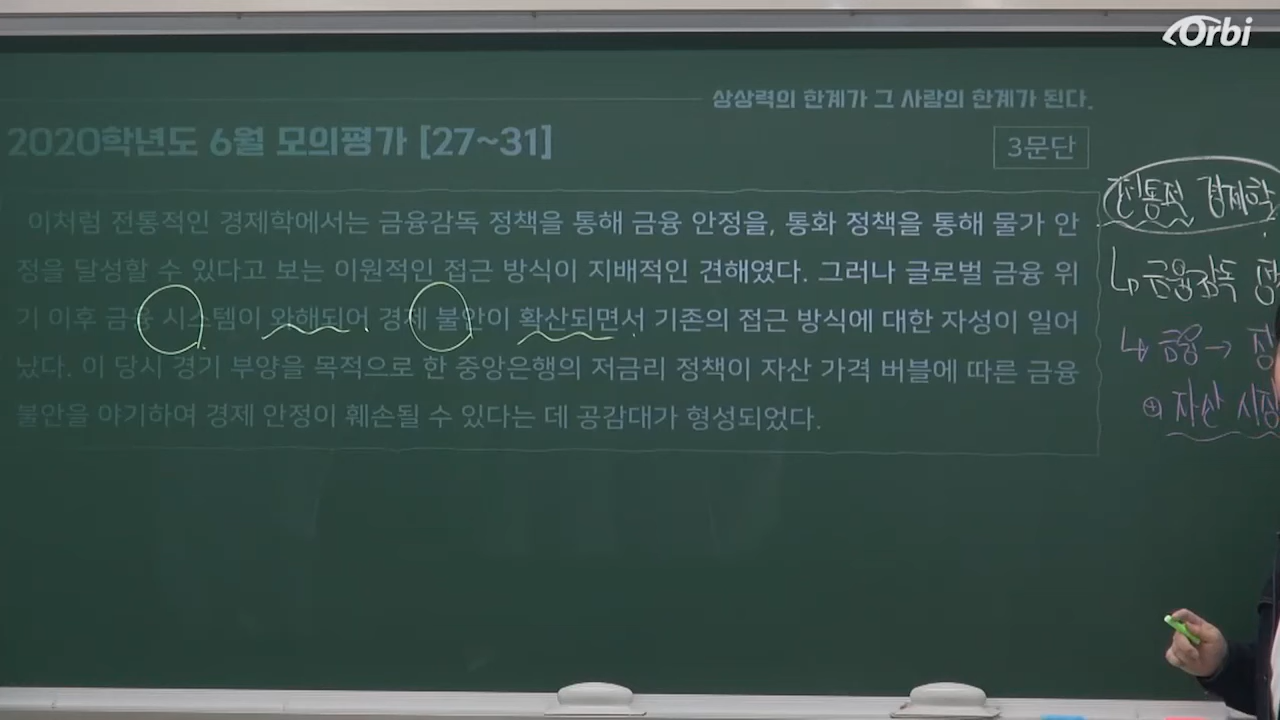 Orbi
상상력의 한계가 그 사람의 한계가 된다.
2020학년도 6월 모의평가 [27~31]
3문단
이처럼 전통적인 경제학에서는 금융감독 정책을 통해 금융 안정을, 통화 정책을 통해 물가 안
정을 달성할 수 있다고 보는 이원적인 접근 방식이 지배적인 견해였다. 그러나 글로벌 금융 위
기 이후 금융 시스템이 와해되어 경제 불안이 확산되면서 기존의 접근 방식에 대한 자성이 일어
났다. 이 당시 경기 부양을 목적으로 한 중앙은행의 저금리 정책이 자산 가격 버블에 따른 금융
불안을 야기하여 경제 안정이 훼손될 수 있다는 데 공감대가 형성되었다.
전통적 경제학
↳ 금융감독 정
↳ 금융 →
⊕ 자산 시장